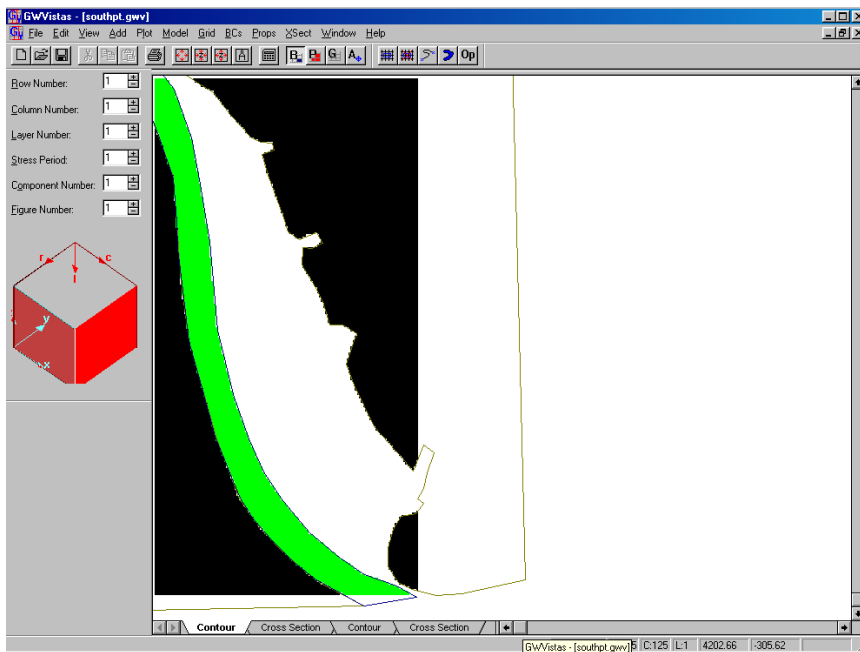 GWVistas - [southpt.gwv]
File Edit View Add Plot Model Grid BCs Props XSect Window Help
Op
Row Number: 1
Column Number: 1
Layer Number: 1
Stress Period: 1
Component Number: 1
Figure Number: 1
r c
l
y
x
Contour Cross Section Contour Cross Section
GWVistas - [southpt.gwv] 5 C:125 L:1 4202.66 -305.62